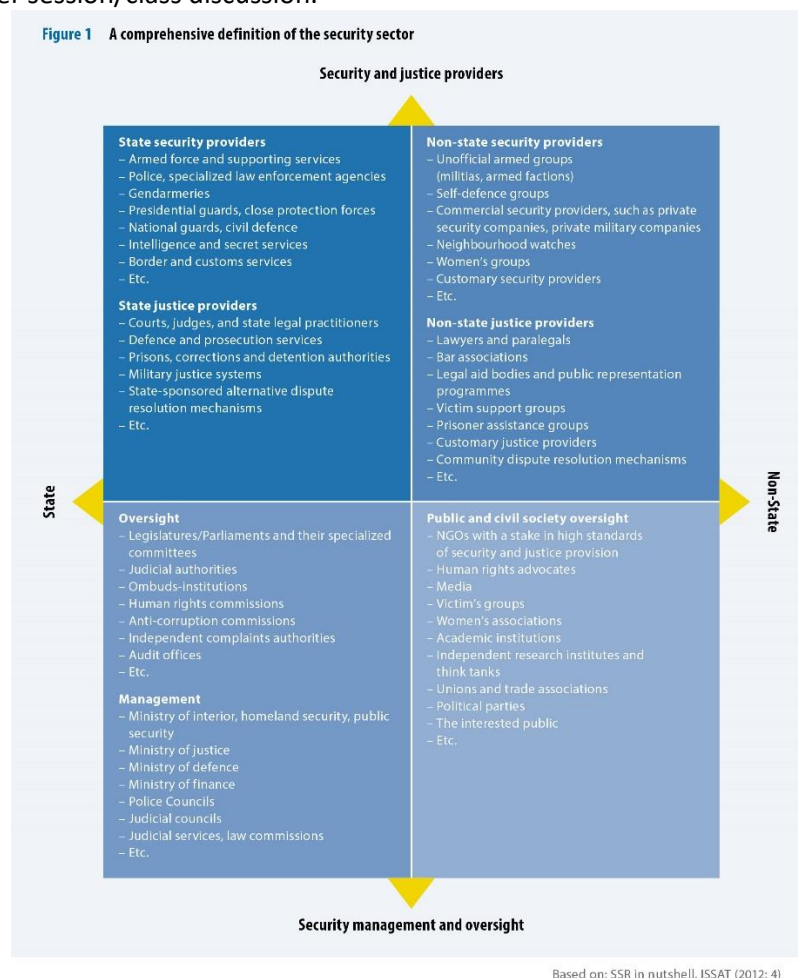 er session/class discussion.
Figure 1 A comprehensive definition of the security sector
Security and justice providers
State security providers
– Armed force and supporting services
– Police, specialized law enforcement agencies
– Gendarmeries
– Presidential guards, close protection forces
– National guards, civil defence
– Intelligence and secret services
– Border and customs services
– Etc.
State justice providers
– Courts, judges, and state legal practitioners
– Defence and prosecution services
– Prisons, corrections and detention authorities
– Military justice systems
– State-sponsored alternative dispute
resolution mechanisms
– Etc.
Non-state security providers
– Unofficial armed groups
(militias, armed factions)
– Self-defence groups
– Commercial security providers, such as private
security companies, private military companies
– Neighbourhood watches
– Women's groups
– Customary security providers
– Etc.
Non-state justice providers
– Lawyers and paralegals
– Bar associations
– Legal aid bodies and public representation
programmes
– Victim support groups
– Prisoner assistance groups
– Customary justice providers
– Community dispute resolution mechanisms
– Etc.
State
Non-State
Oversight
– Legislatures/Parliaments and their specialized
committees
– Judicial authorities
– Ombuds-institutions
– Human rights commissions
– Anti-corruption commissions
– Independent complaints authorities
– Audit offices
– Etc.
Management
– Ministry of interior, homeland security, public
security
– Ministry of justice
– Ministry of defence
– Ministry of finance
– Police Councils
– Judicial councils
– Judicial services, law commissions
– Etc.
Public and civil society oversight
– NGOs with a stake in high standards
of security and justice provision
– Human rights advocates
– Media
– Victim's groups
– Women's associations
– Academic institutions
– Independent research institutes and
think tanks
– Unions and trade associations
– Political parties
– The interested public
– Etc.
Security management and oversight
Based on: SSR in nutshell, ISSAT (2012: 4)